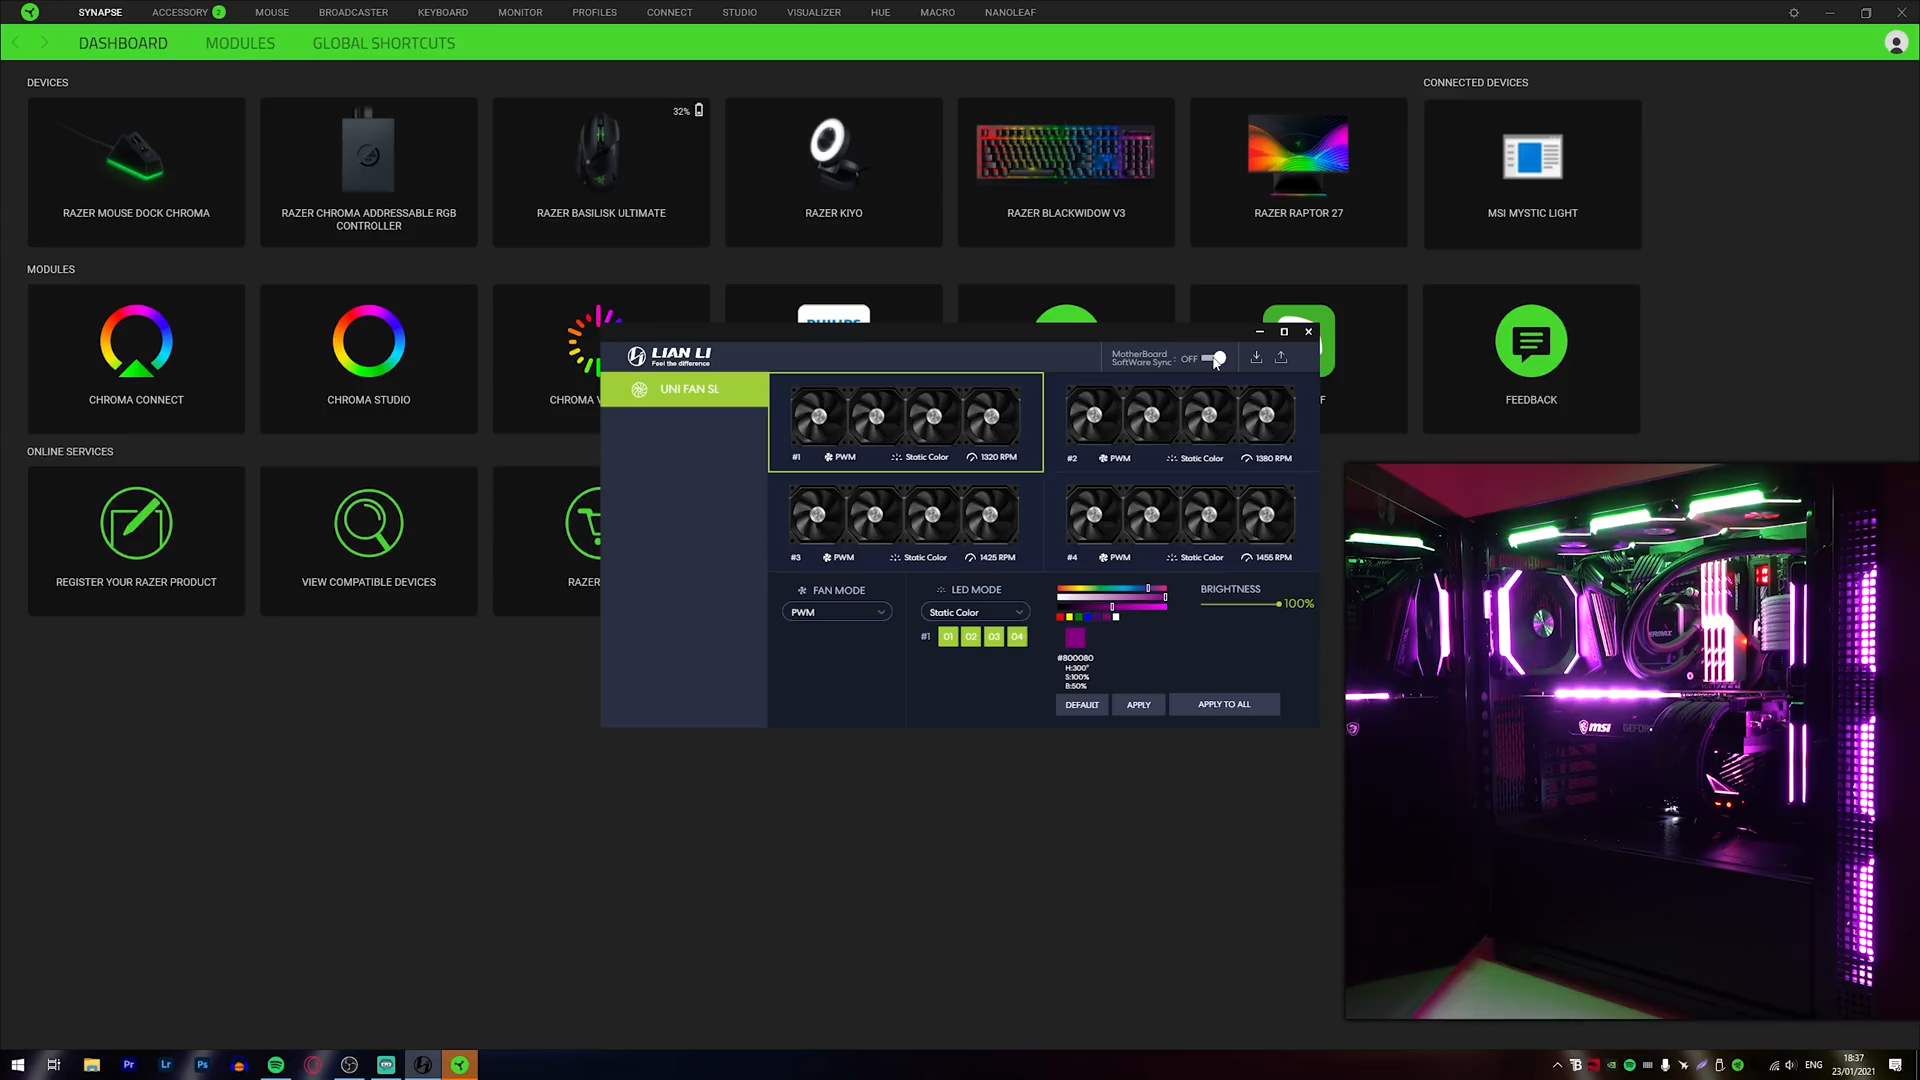 SYNAPSE ACCESSORY 2 MOUSE BROADCASTER KEYBOARD MONITOR PROFILES CONNECT STUDIO VISUALIZER HUE MACRO NANOLEAF
DASHBOARD MODULES GLOBAL SHORTCUTS
DEVICES
CONNECTED DEVICES
32%
RAZER MOUSE DOCK CHROMA
RAZER CHROMA ADDRESSABLE RGB
CONTROLLER
RAZER BASILISK ULTIMATE
RAZER KIYO
RAZER BLACKWIDOW V3
RAZER RAPTOR 27
MSI MYSTIC LIGHT
MODULES
CHROMA CONNECT
CHROMA STUDIO
CHROMA V
PHILIPS
F
FEEDBACK
LIAN LI
Feel the difference
MotherBoard
SoftWare Sync : OFF
UNI FAN SL
#1 PWM Static Color 1320 RPM
#2 PWM Static Color 1380 RPM
#3 PWM Static Color 1425 RPM
#4 PWM Static Color 1455 RPM
FAN MODE
PWM
LED MODE
Static Color
#1 01 02 03 04
#800080
H:300°
S:100%
B:50%
BRIGHTNESS
100%
DEFAULT APPLY APPLY TO ALL
ONLINE SERVICES
REGISTER YOUR RAZER PRODUCT
VIEW COMPATIBLE DEVICES
RAZER
msi GEFORC
Pr Lr Ps
ENG
18:37
23/01/2021